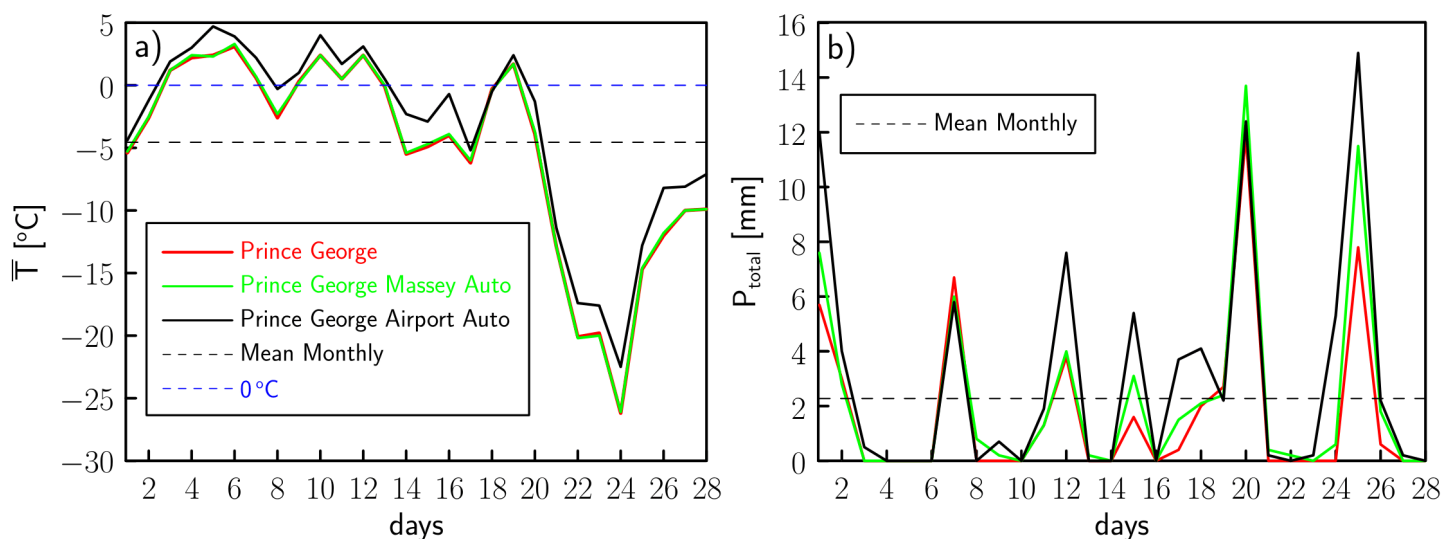 a)
5
0
−5
−10
−15
−20
−25
−30
T̿ [°C]
Prince George
Prince George Massey Auto
Prince George Airport Auto
Mean Monthly
0 °C
2 4 6 8 10 12 14 16 18 20 22 24 26 28
days
b)
16
14
12
10
8
6
4
2
0
P_total [mm]
Mean Monthly
2 4 6 8 10 12 14 16 18 20 22 24 26 28
days